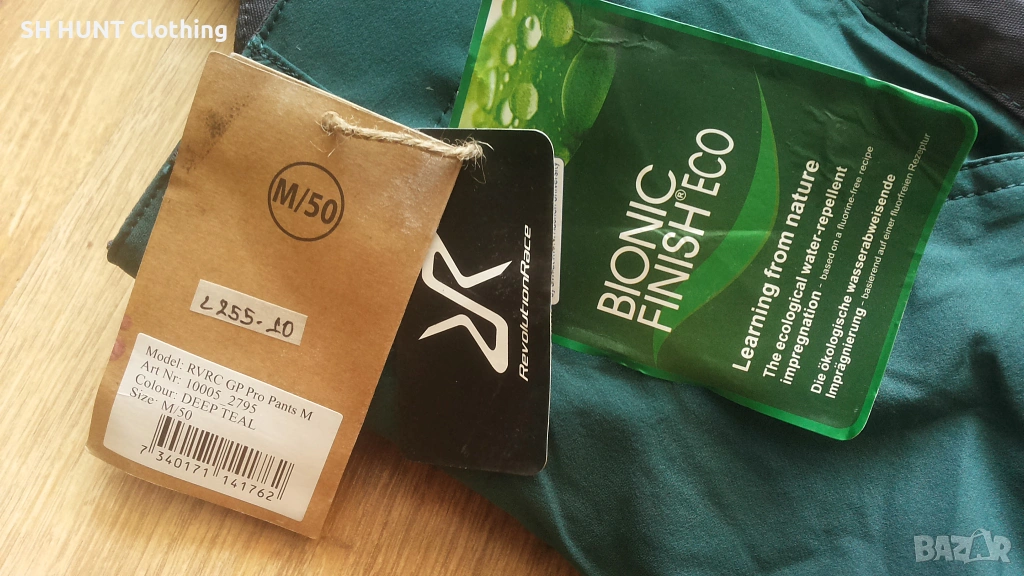 SH HUNT Clothing
M/50
L255-10
Model: RVRC GP Pro Pants M
Art Nr: 10005_2795
Colour: DEEP TEAL
Size: M/50
7 340171 141762
RevolutionRace
BIONIC
FINISH® ECO
Learning from nature
The ecological water-repellent
impregnation - based on a fluorine-free recipe
Die ökologische wasserabweisende
Imprägnierung - basierend auf einer fluorfreien Rezeptur
BAZAR